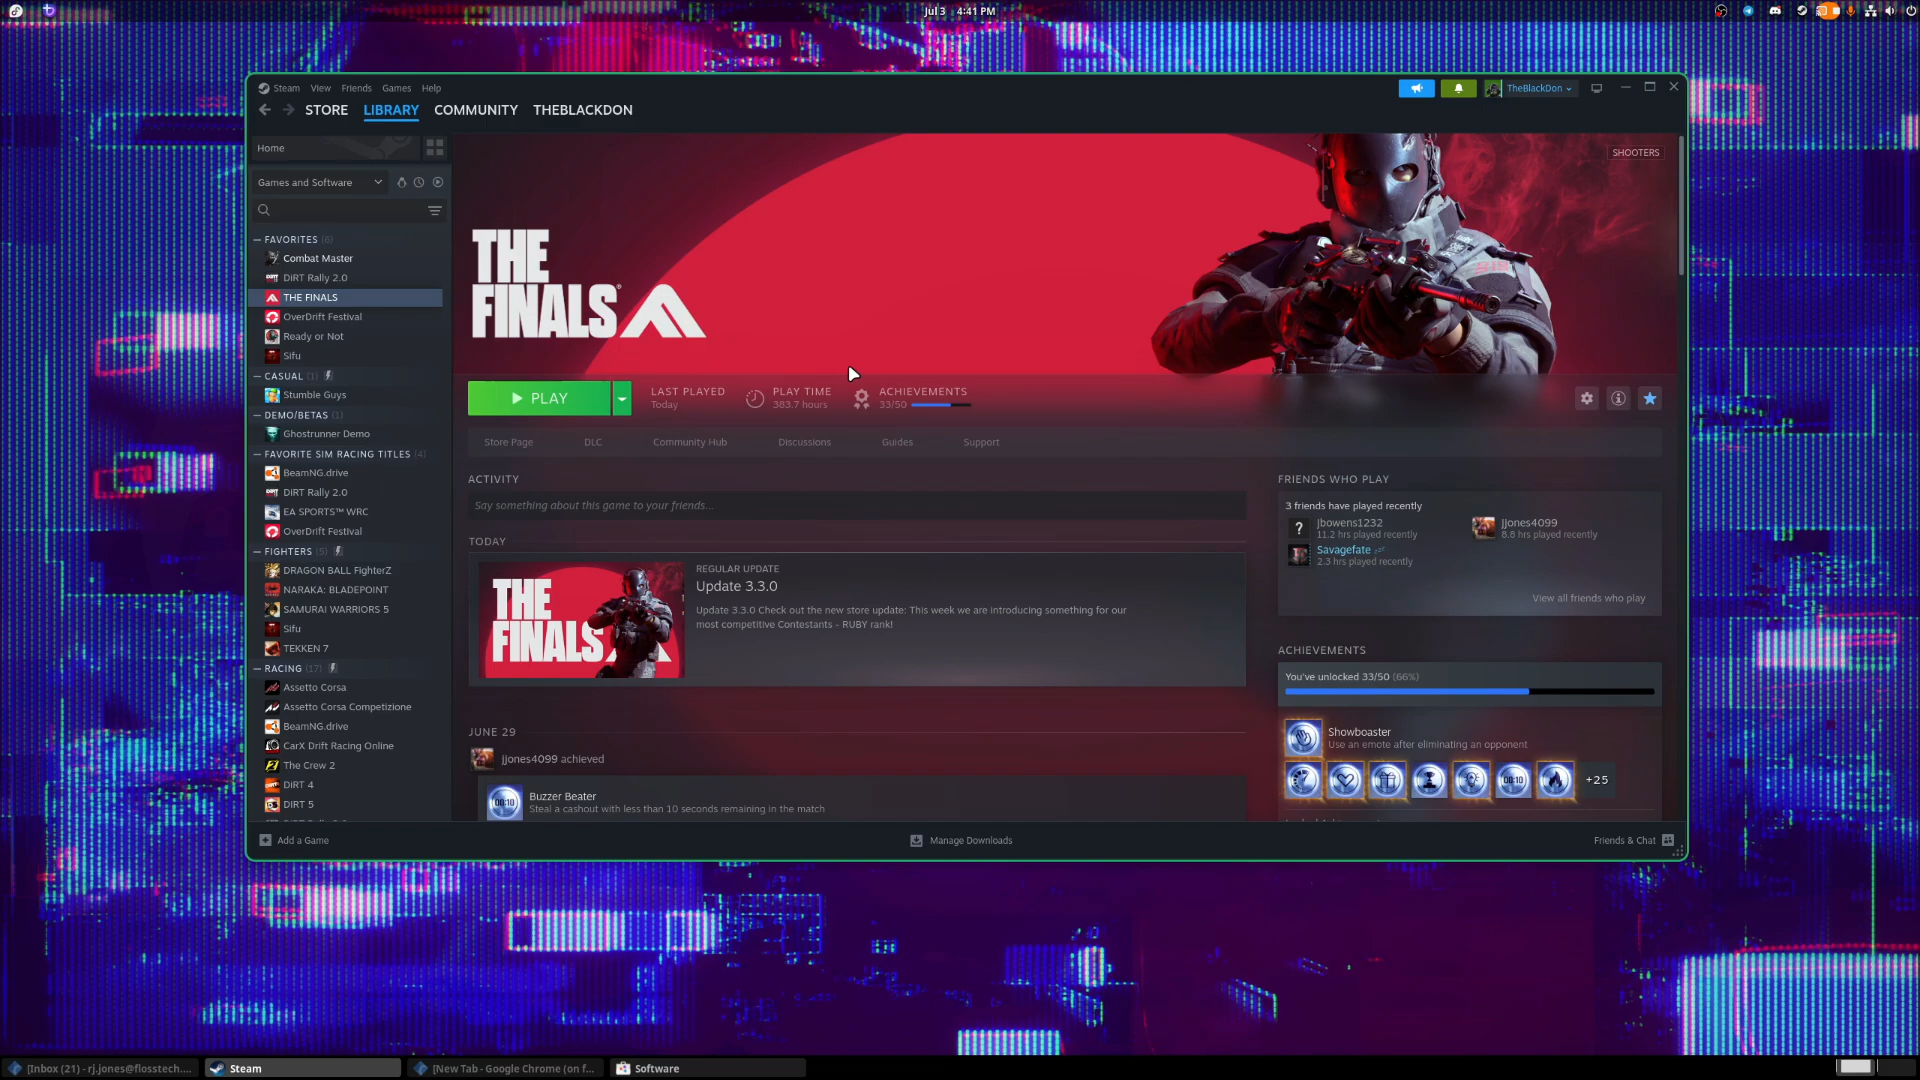 Jul 3 4:41 PM
Steam View Friends Games Help
TheBlackDon
STORE LIBRARY COMMUNITY THEBLACKDON
Home
SHOOTERS
Games and Software
FAVORITES (6)
Combat Master
DiRT Rally 2.0
THE FINALS
OverDrift Festival
Ready or Not
Sifu
CASUAL (1)
Stumble Guys
DEMO/BETAS (1)
Ghostrunner Demo
FAVORITE SIM RACING TITLES (4)
BeamNG.drive
DiRT Rally 2.0
EA SPORTS™ WRC
OverDrift Festival
FIGHTERS (5)
DRAGON BALL FighterZ
NARAKA: BLADEPOINT
SAMURAI WARRIORS 5
Sifu
TEKKEN 7
RACING (17)
Assetto Corsa
Assetto Corsa Competizione
BeamNG.drive
CarX Drift Racing Online
The Crew 2
DiRT 4
DIRT 5
THE
FINALS®
PLAY
LAST PLAYED
Today
PLAY TIME
383.7 hours
ACHIEVEMENTS
33/50
Store Page DLC Community Hub Discussions Guides Support
ACTIVITY
Say something about this game to your friends...
TODAY
THE
FINALS
REGULAR UPDATE
Update 3.3.0
Update 3.3.0 Check out the new store update: This week we are introducing something for our
most competitive Contestants - RUBY rank!
JUNE 29
jjones4099 achieved
00:10
Buzzer Beater
Steal a cashout with less than 10 seconds remaining in the match
FRIENDS WHO PLAY
3 friends have played recently
?
jbowens1232
11.2 hrs played recently
jjones4099
8.8 hrs played recently
Savagefate zzz
2.3 hrs played recently
View all friends who play
ACHIEVEMENTS
You've unlocked 33/50 (66%)
Showboaster
Use an emote after eliminating an opponent
00:10
+25
Add a Game
Manage Downloads
Friends & Chat
[Inbox (21) - rj.jones@flosstech....
Steam
[New Tab - Google Chrome (on f...
Software